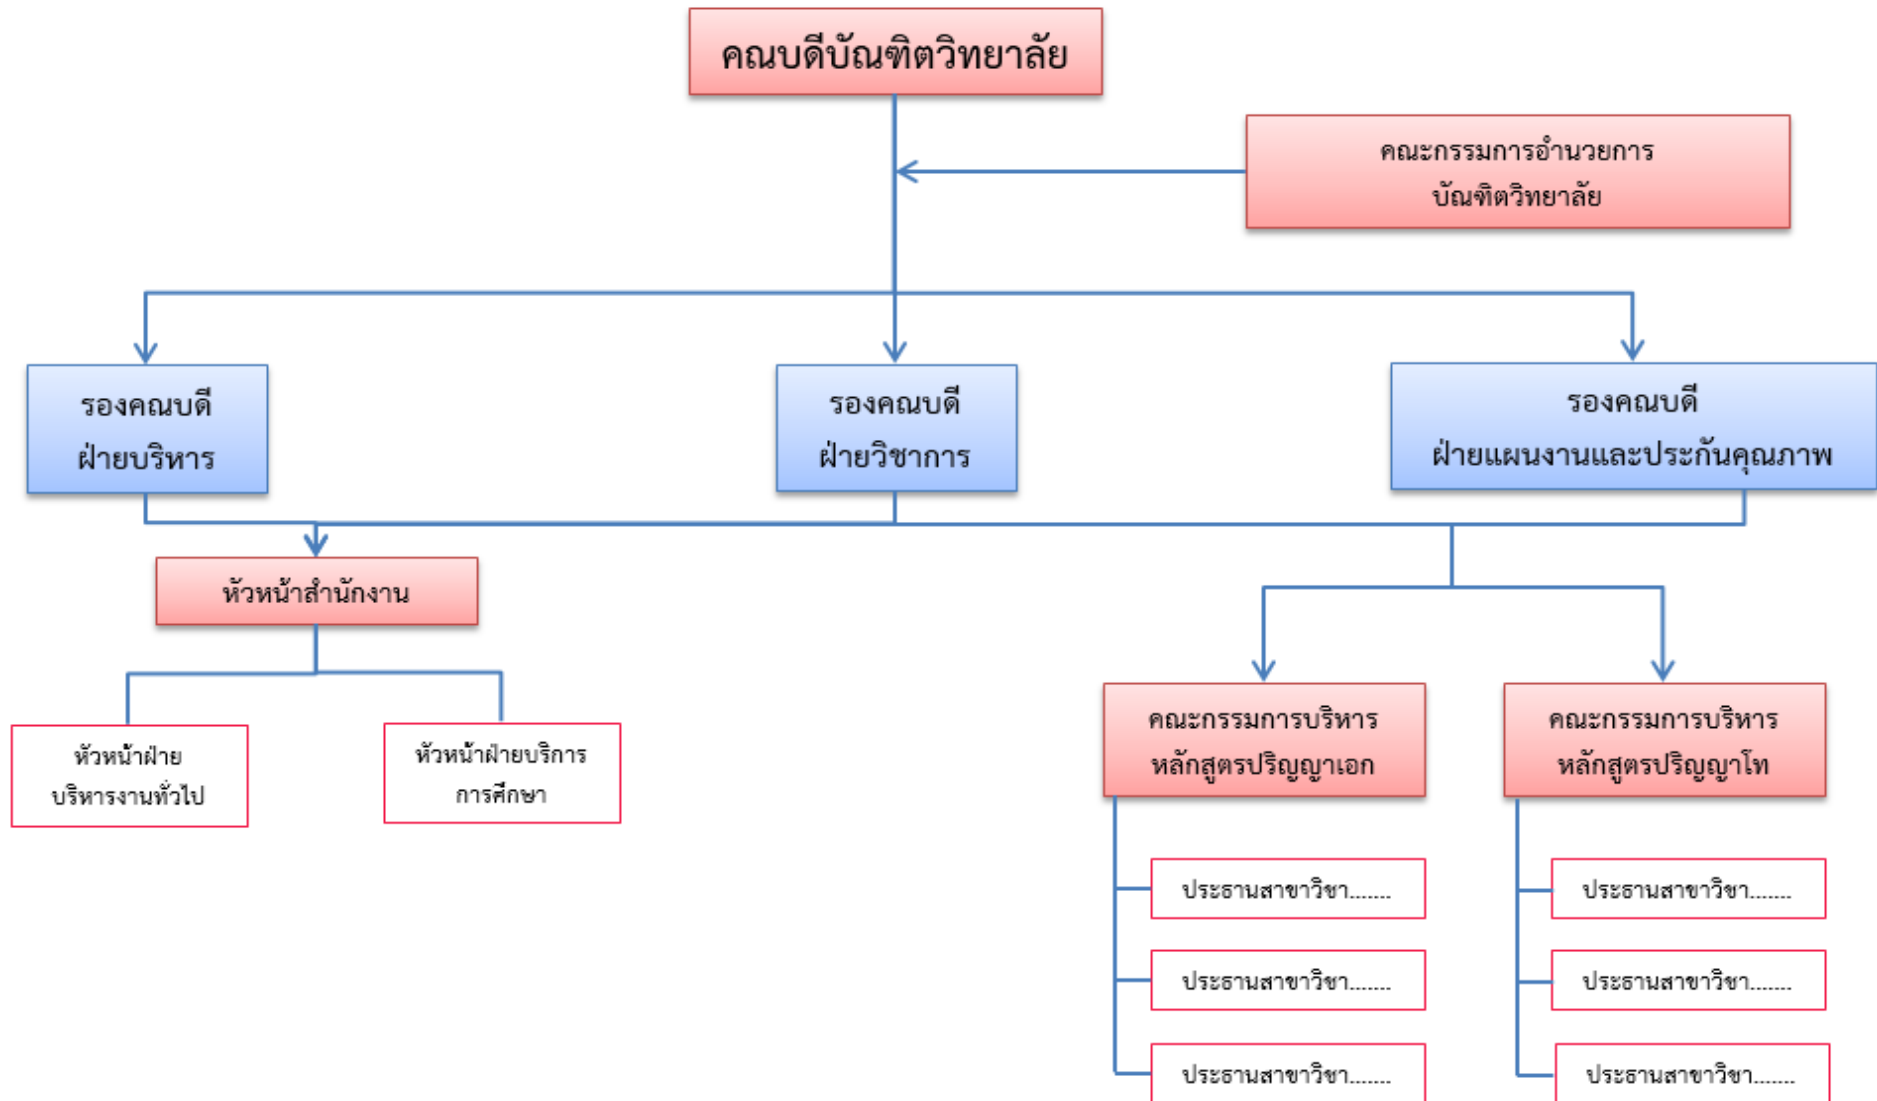 คณบดีบัณฑิตวิทยาลัย
คณะกรรมการอำนวยการ
บัณฑิตวิทยาลัย
รองคณบดี
ฝ่ายบริหาร
รองคณบดี
ฝ่ายวิชาการ
รองคณบดี
ฝ่ายแผนงานและประกันคุณภาพ
หัวหน้าสำนักงาน
หัวหน้าฝ่าย
บริหารงานทั่วไป
หัวหน้าฝ่ายบริการ
การศึกษา
คณะกรรมการบริหาร
หลักสูตรปริญญาเอก
ประธานสาขาวิชา.......
ประธานสาขาวิชา.......
ประธานสาขาวิชา.......
คณะกรรมการบริหาร
หลักสูตรปริญญาโท
ประธานสาขาวิชา.......
ประธานสาขาวิชา.......
ประธานสาขาวิชา.......